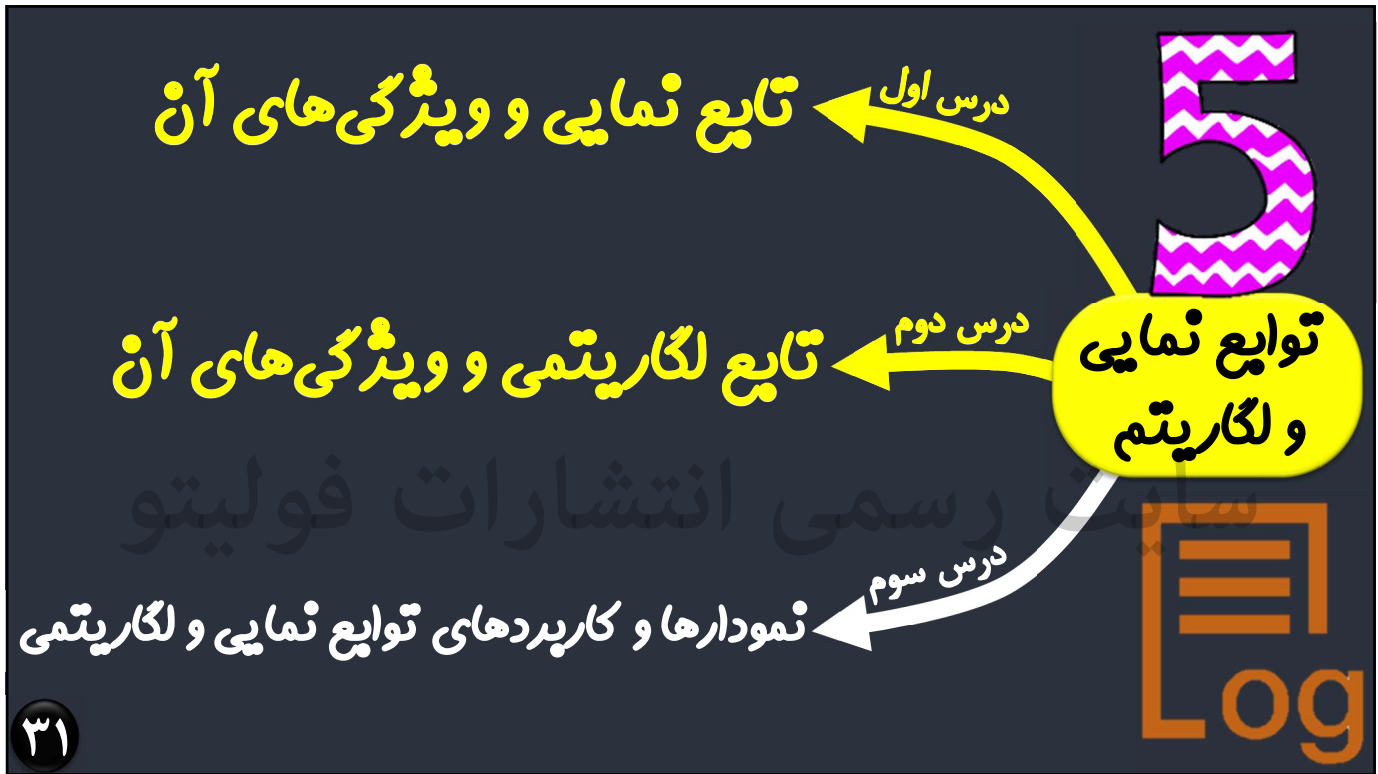 5
توابع نمایی
و لگاریتم
درس اول
تابع نمایی و ویژگی‌های آن
درس دوم
تابع لگاریتمی و ویژگی‌های آن
درس سوم
نمودارها و کاربردهای توابع نمایی و لگاریتمی
سایت رسمی انتشارات فولیتو
Log
۳۱